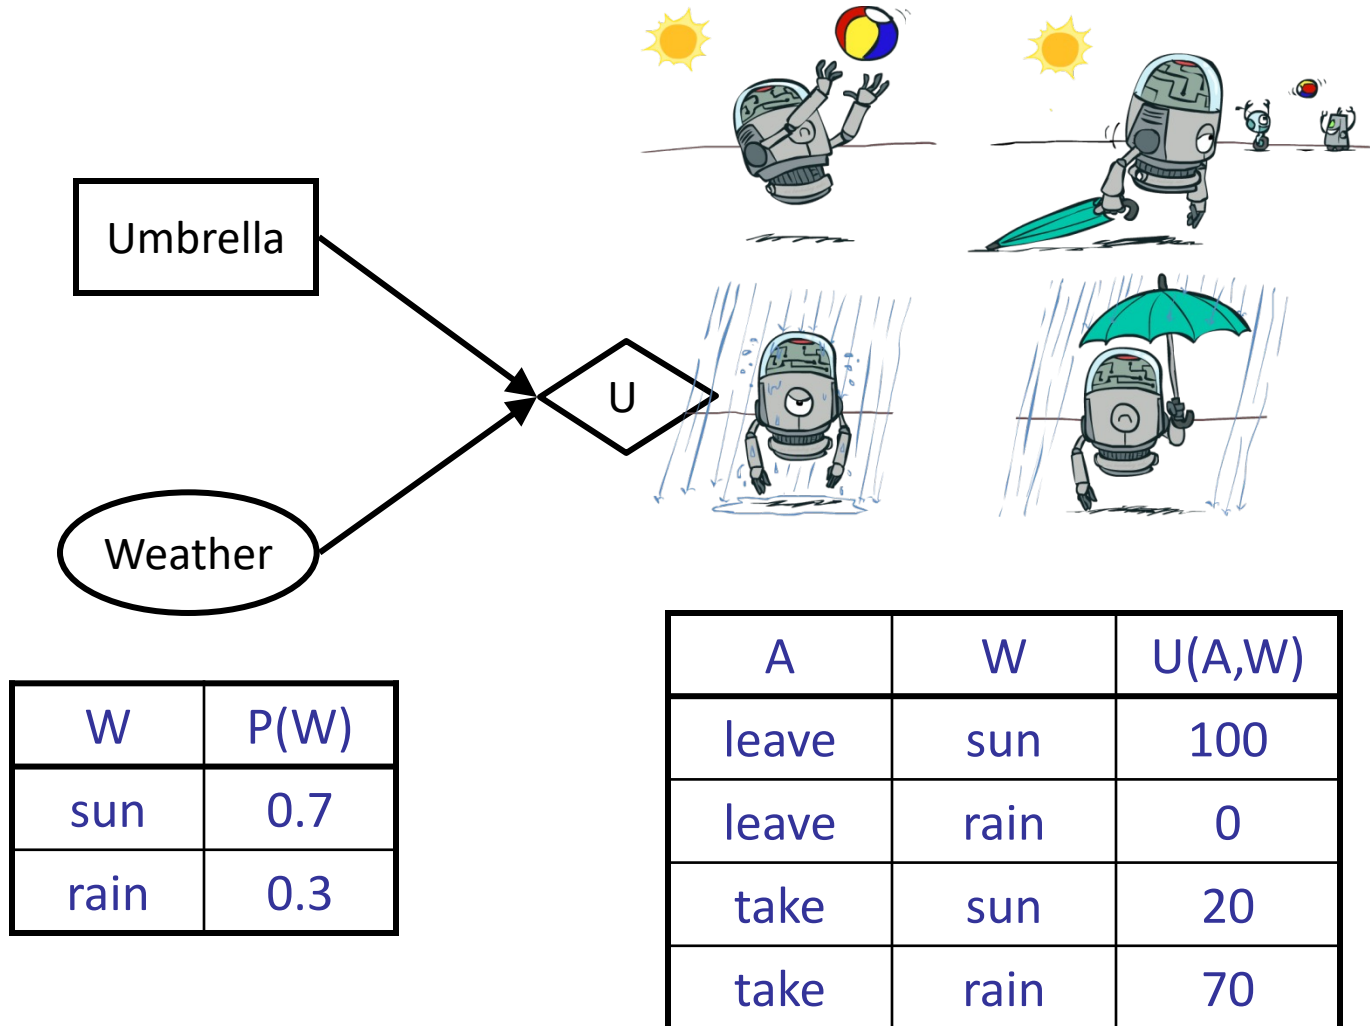 Umbrella
U
Weather
W P(W)
sun 0.7
rain 0.3
A W U(A,W)
leave sun 100
leave rain 0
take sun 20
take rain 70